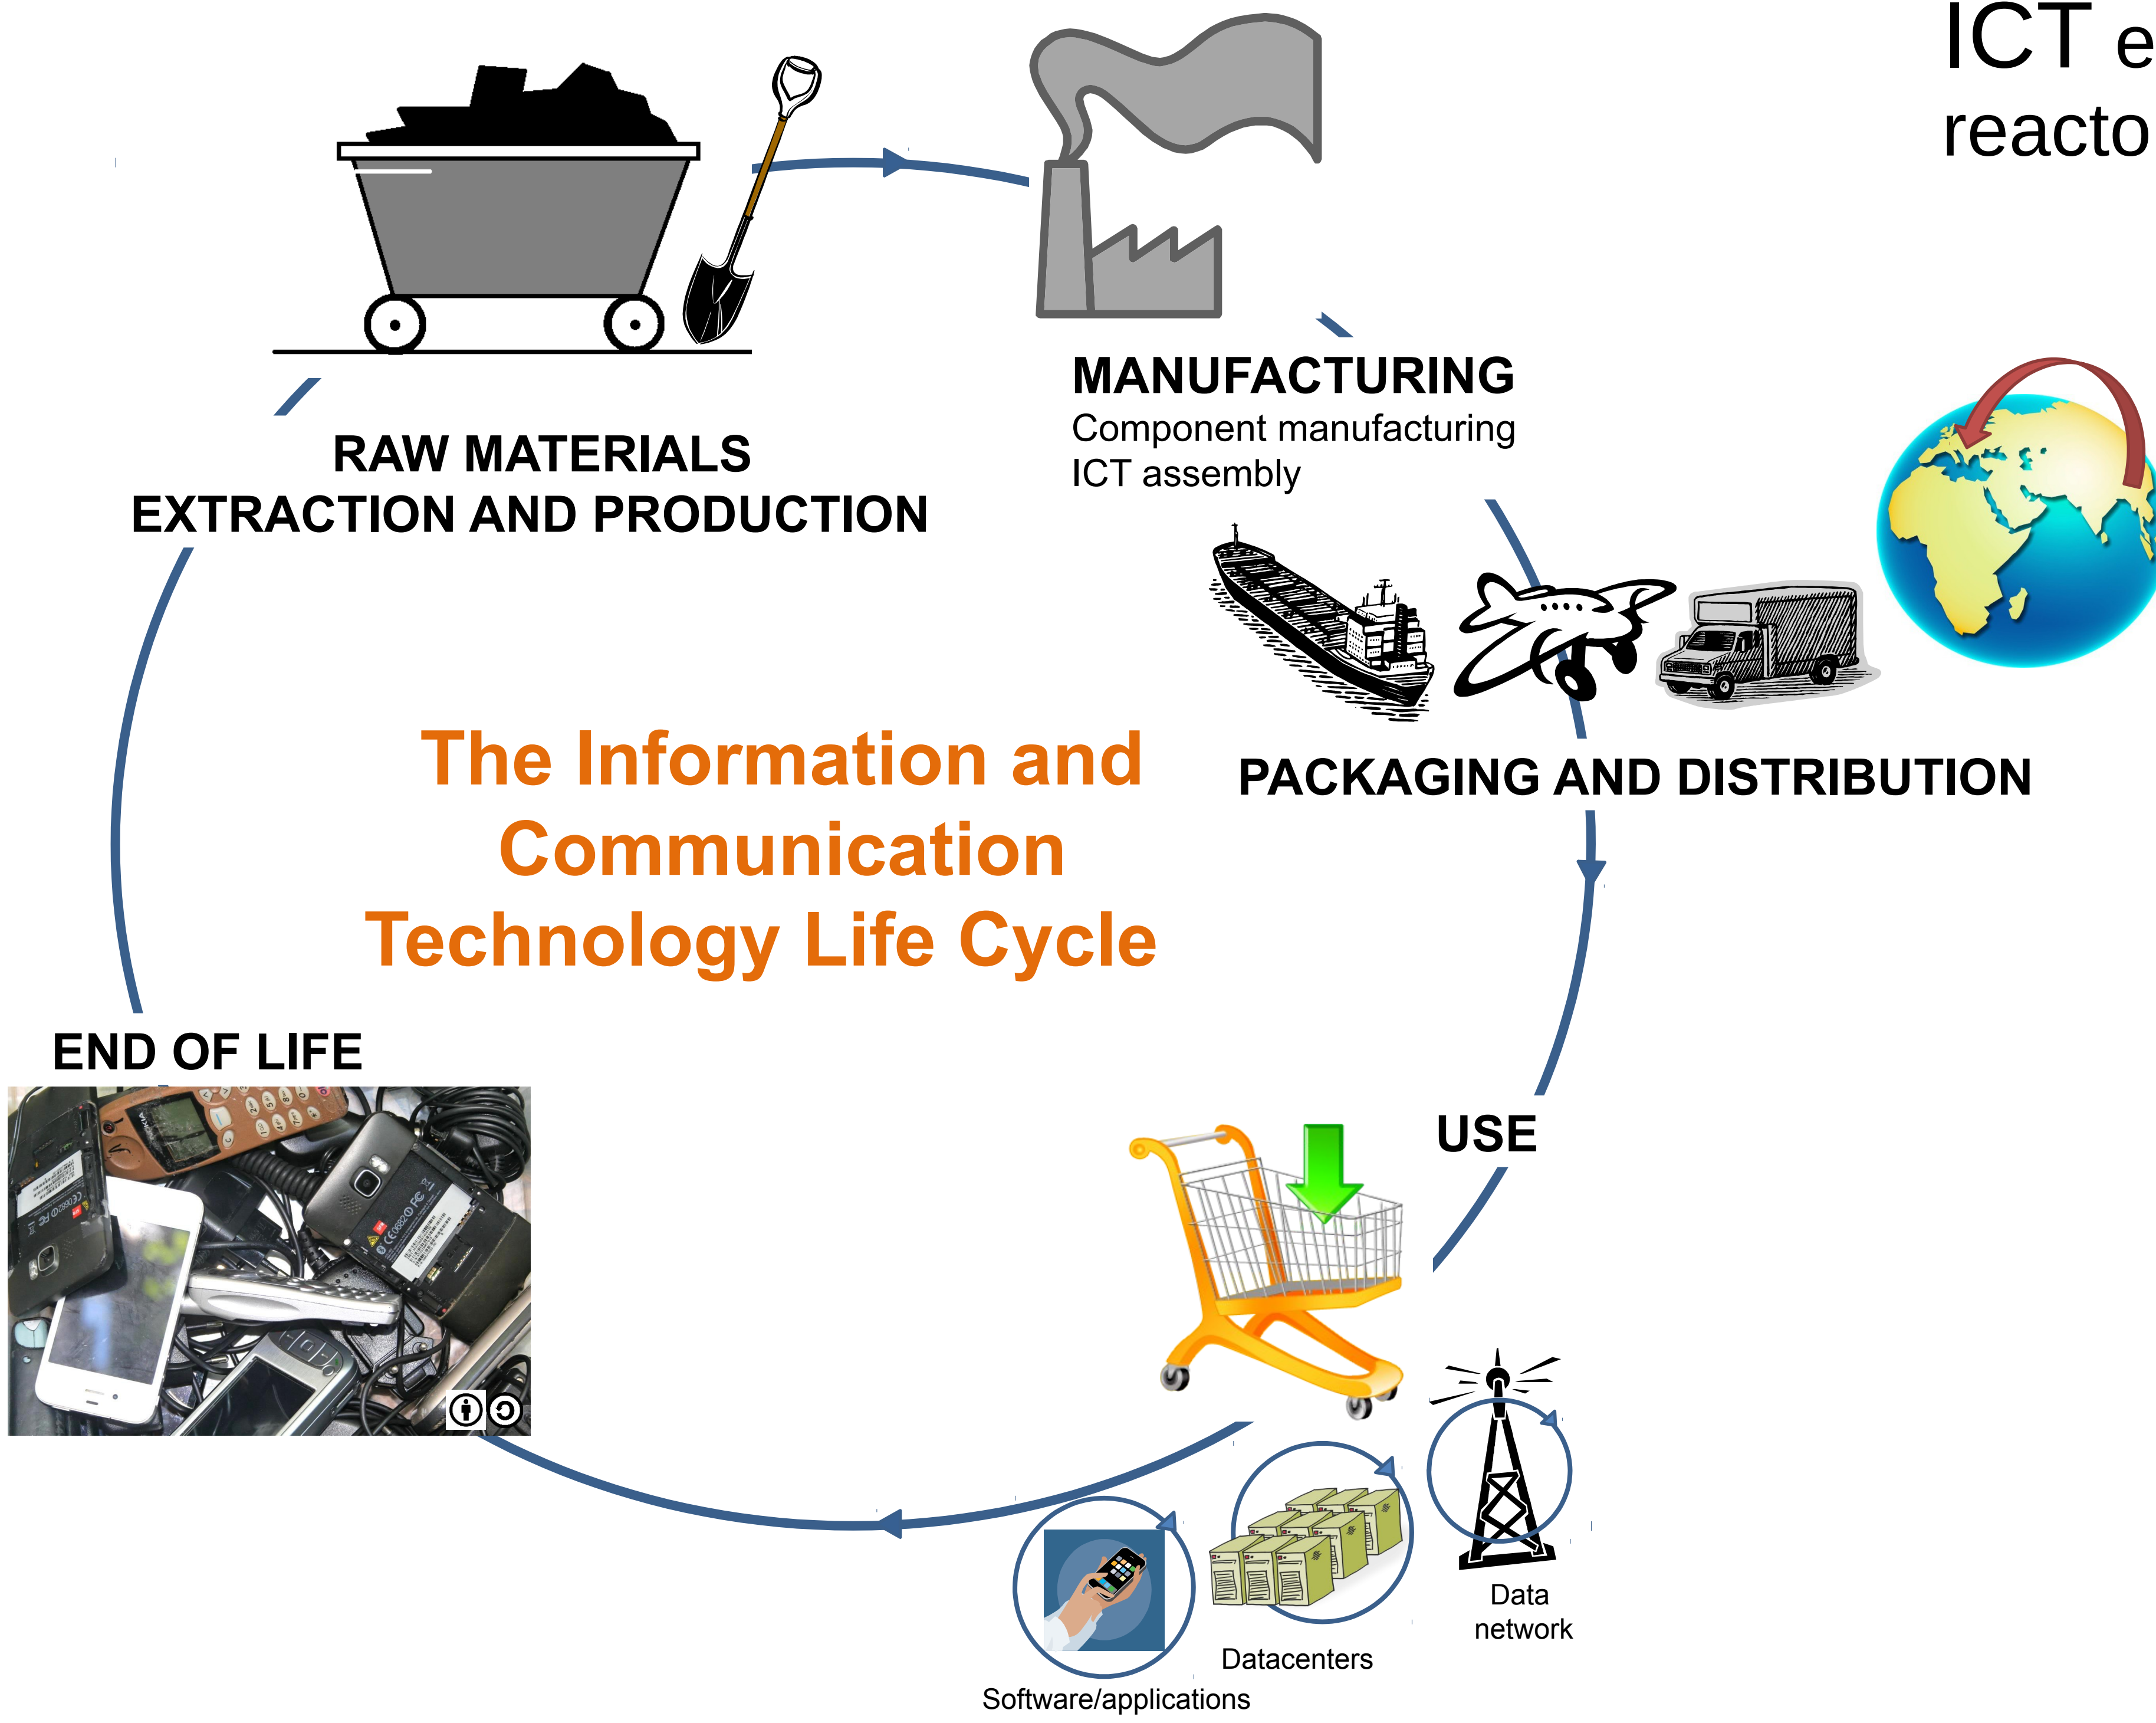 ICT e
reacto
MANUFACTURING
Component manufacturing
ICT assembly
RAW MATERIALS
EXTRACTION AND PRODUCTION
The Information and
Communication
Technology Life Cycle
PACKAGING AND DISTRIBUTION
END OF LIFE
USE
Data
network
Datacenters
Software/applications